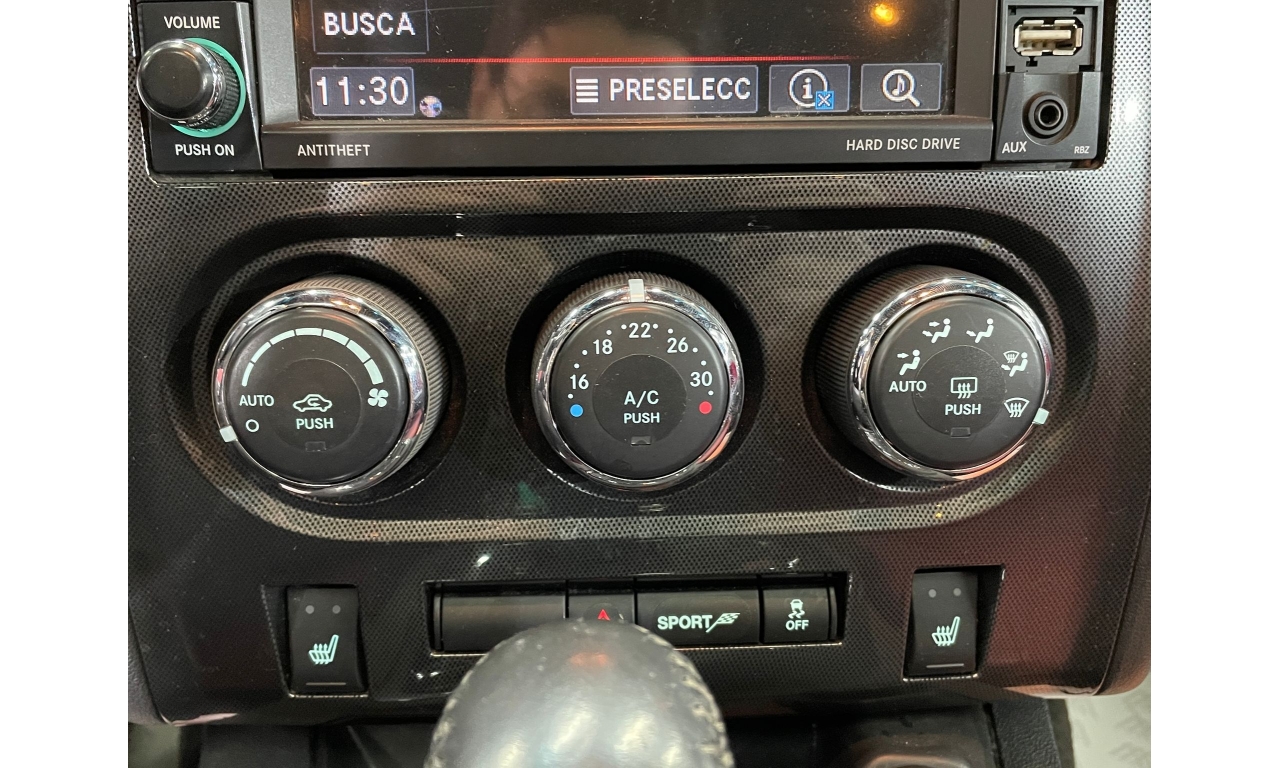 VOLUME
BUSCA
11:30
PRESELECC
PUSH ON
ANTITHEFT
HARD DISC DRIVE
AUX
RBZ
AUTO
PUSH
16
18
22
26
30
A/C
PUSH
AUTO
PUSH
SPORT
OFF